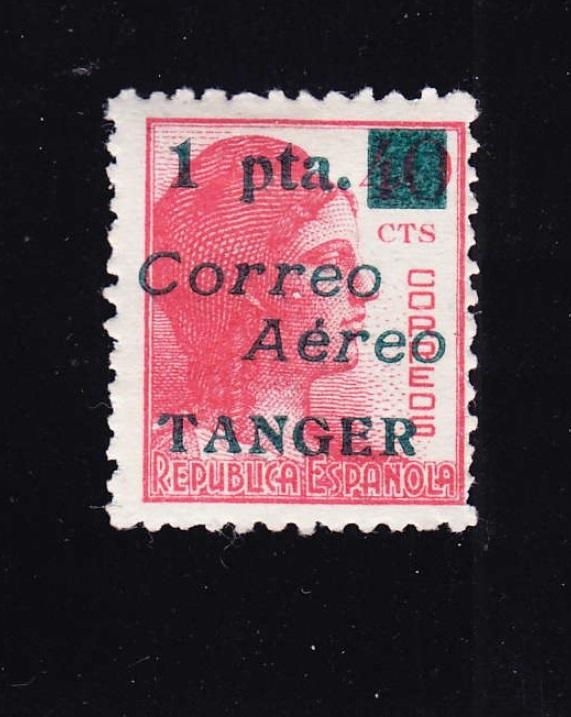 1 pta. 40
CTS
Correo
Aéreo
CORREOS
TANGER
REPUBLICA ESPAÑOLA